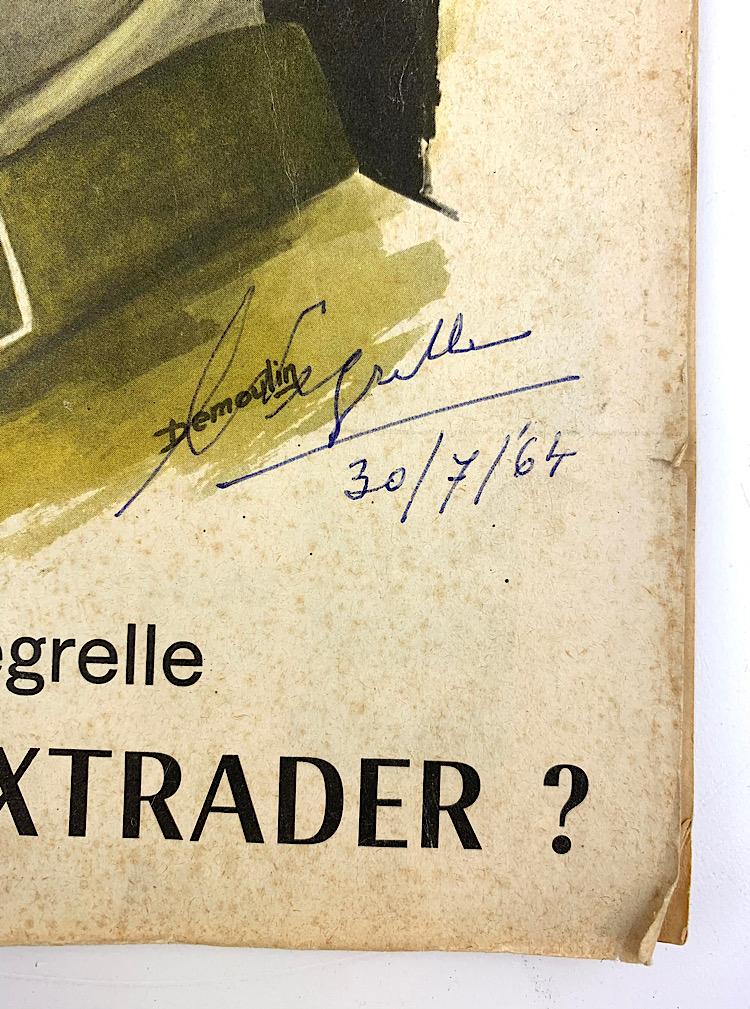 Demoulin
Degrelle
30/7/'64
egrelle
XTRADER ?